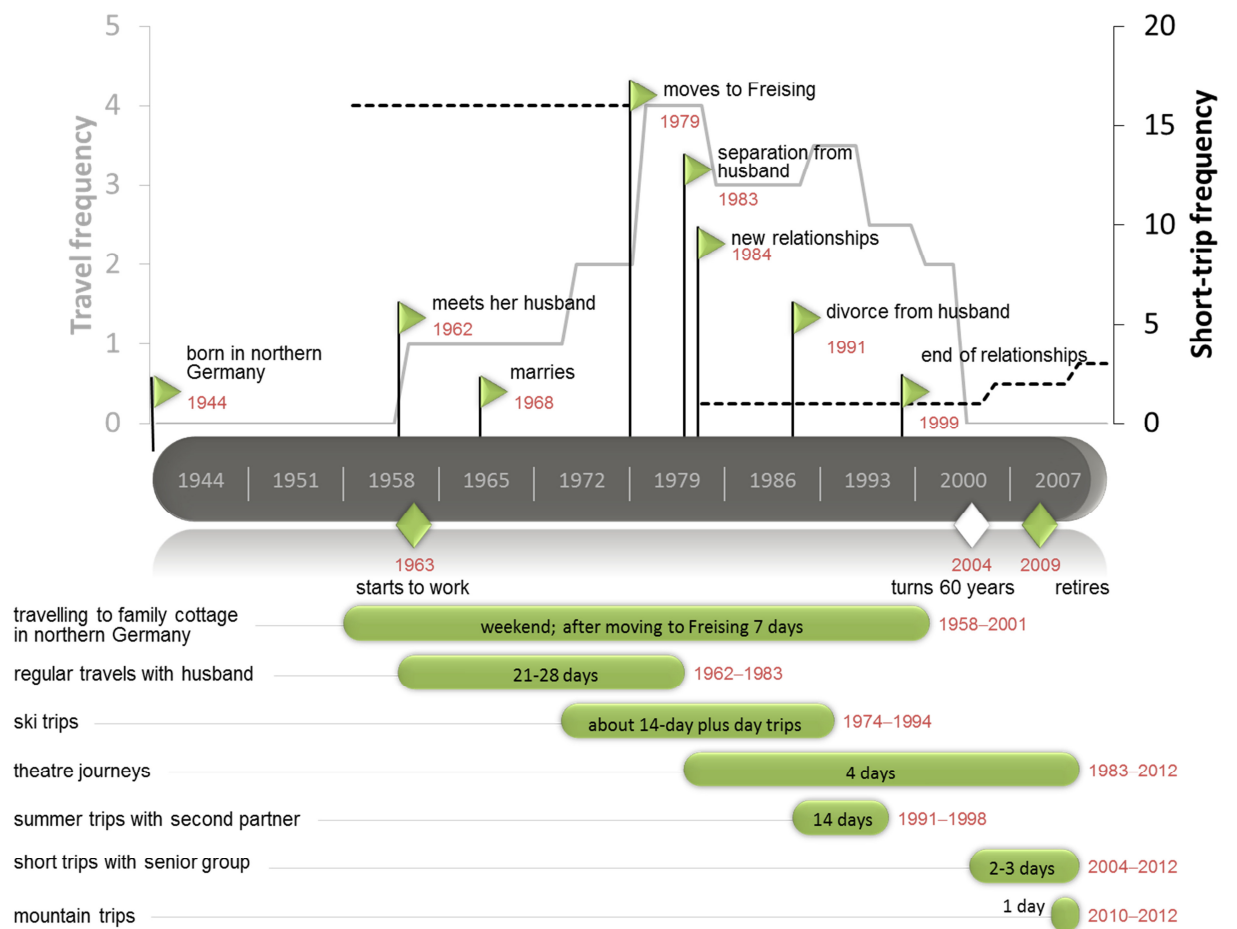 5
4
3
2
1
0
Travel frequency
20
15
10
5
0
Short-trip frequency
moves to Freising
1979
separation from
husband
1983
new relationships
1984
meets her husband
1962
divorce from husband
1991
born in northern
Germany
1944
marries
1968
end of relationships
1999
1944 1951 1958 1965 1972 1979 1986 1993 2000 2007
1963
starts to work
2004
turns 60 years
2009
retires
travelling to family cottage
in northern Germany
weekend; after moving to Freising 7 days
1958–2001
regular travels with husband
21-28 days
1962–1983
ski trips
about 14-day plus day trips
1974–1994
theatre journeys
4 days
1983–2012
summer trips with second partner
14 days
1991–1998
short trips with senior group
2-3 days
2004–2012
mountain trips
1 day
2010–2012